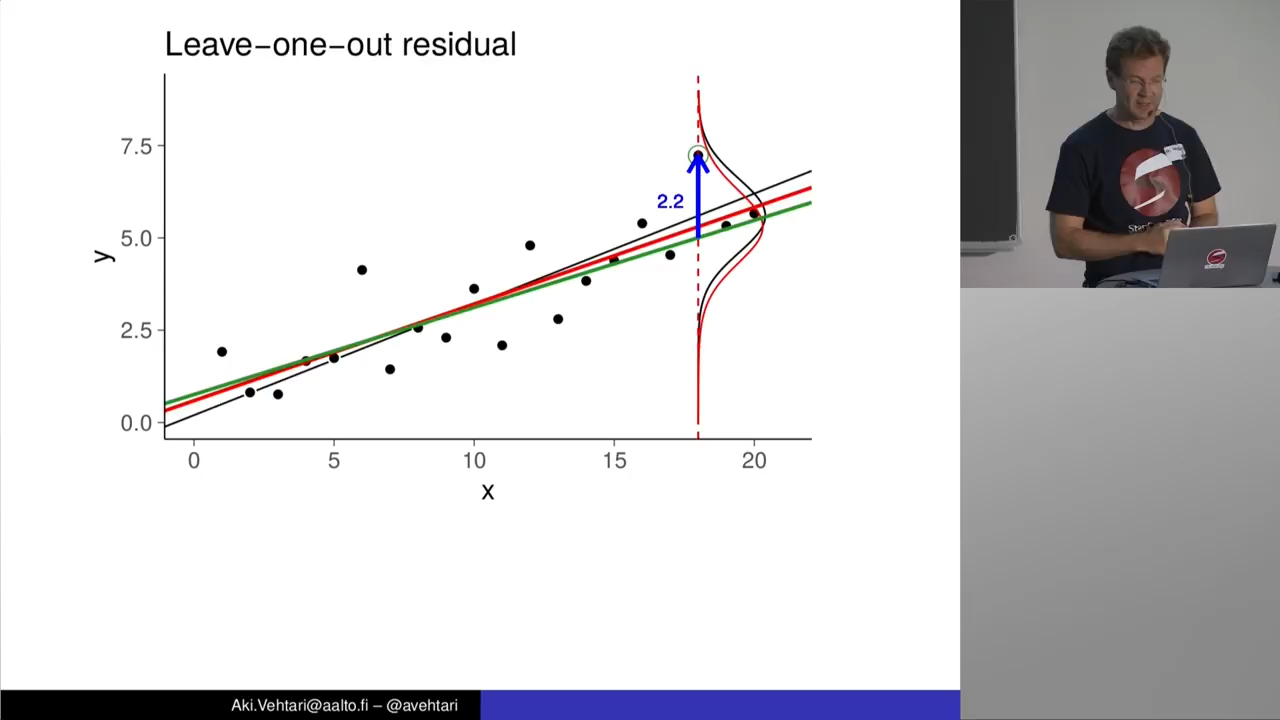 Leave−one−out residual
7.5
5.0
2.5
0.0
y
2.2
0
5
10
15
20
x
Aki.Vehtari@aalto.fi – @avehtari